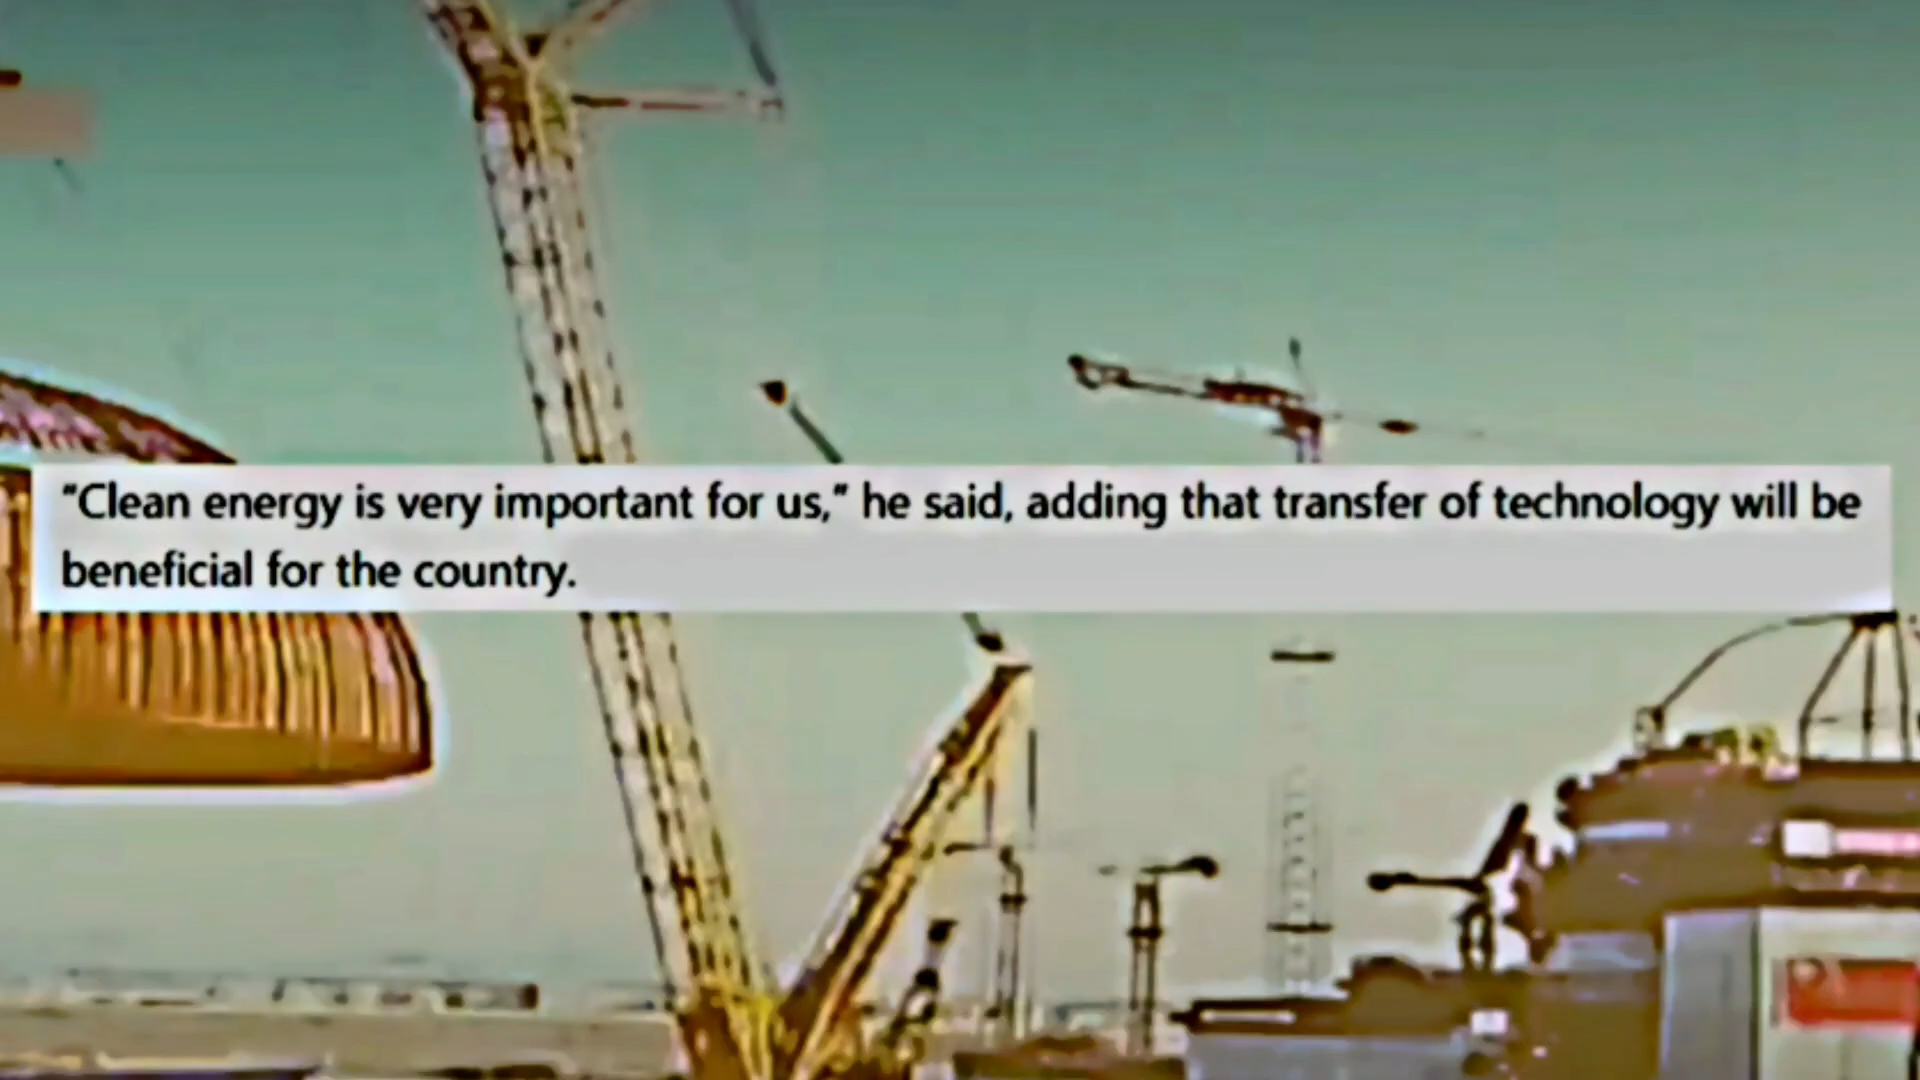 "Clean energy is very important for us," he said, adding that transfer of technology will be
beneficial for the country.